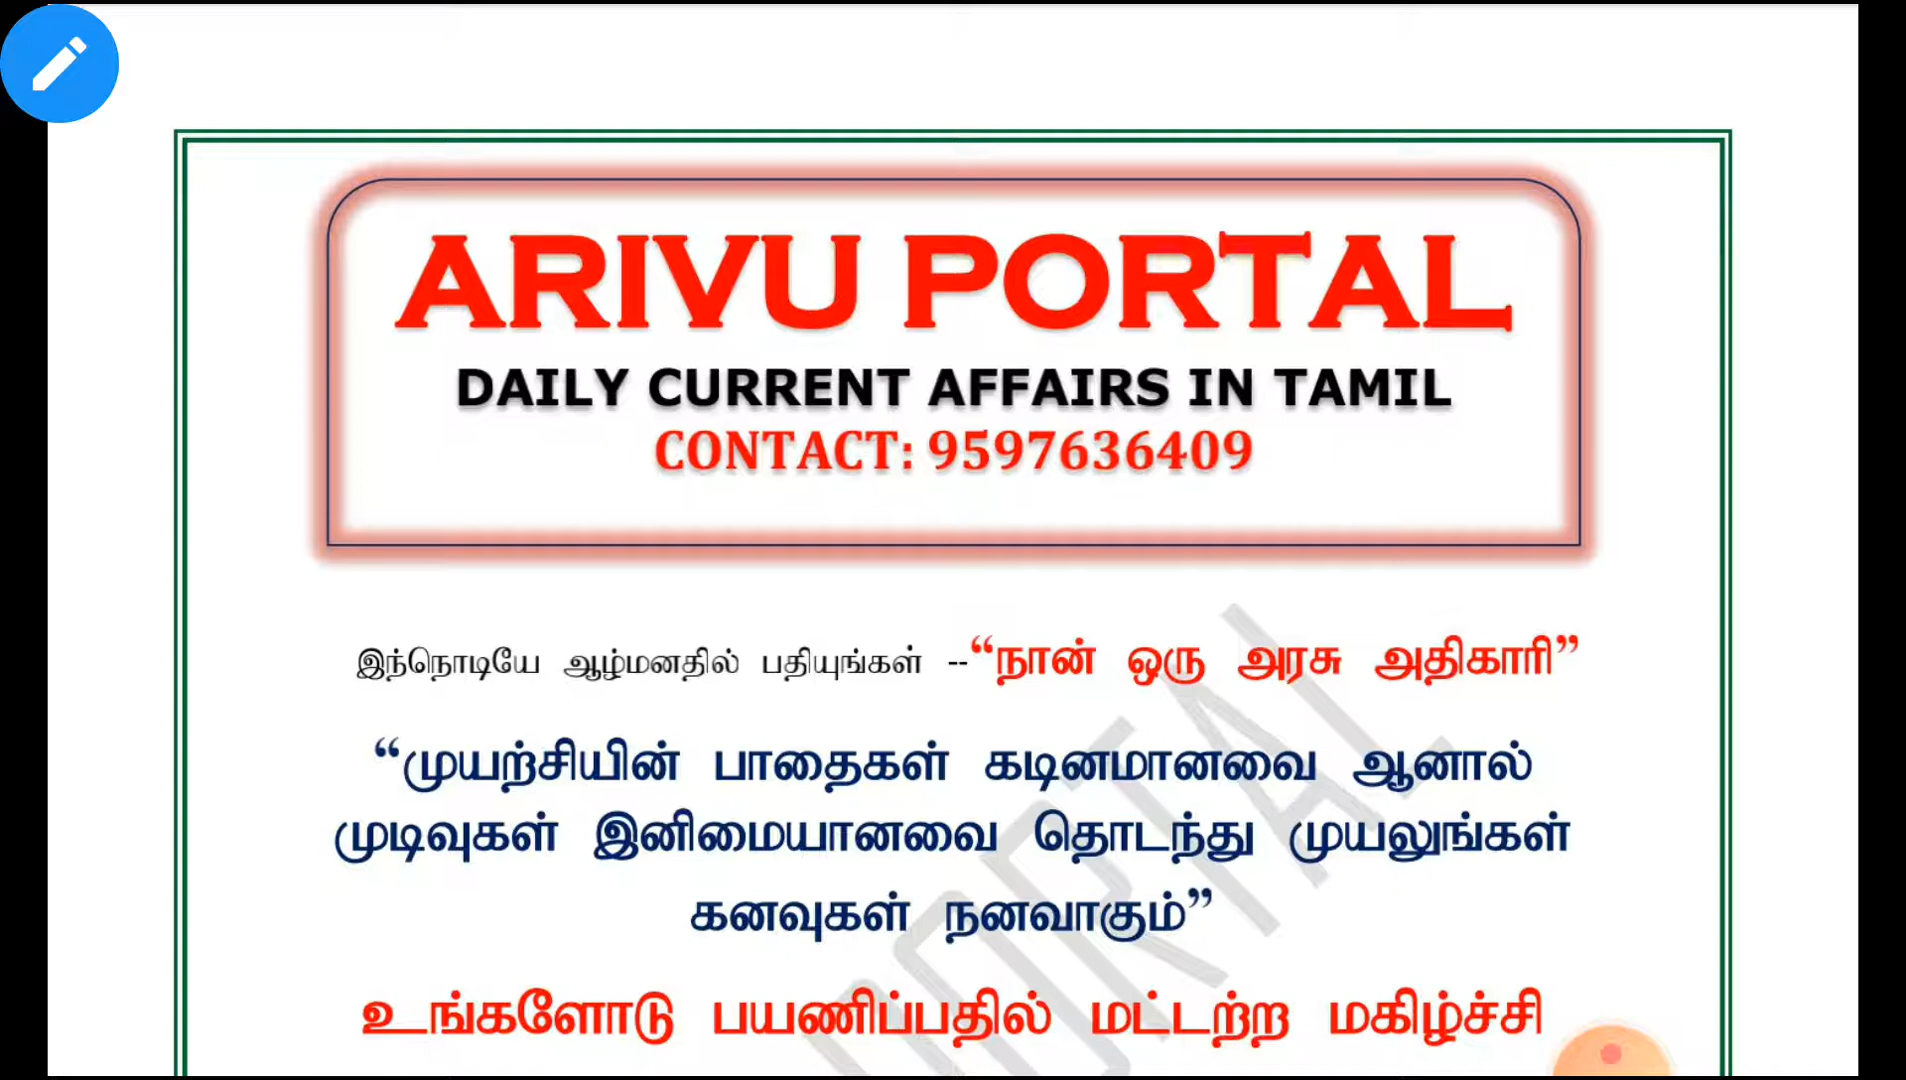 ARIVU PORTAL
DAILY CURRENT AFFAIRS IN TAMIL
CONTACT: 9597636409
இந்நொடியே ஆழ்மனதில் பதியுங்கள் --“நான் ஒரு அரசு அதிகாரி”
“முயற்சியின் பாதைகள் கடினமானவை ஆனால்
முடிவுகள் இனிமையானவை தொடந்து முயலுங்கள்
கனவுகள் நனவாகும்”
உங்களோடு பயணிப்பதில் மட்டற்ற மகிழ்ச்சி
PORTAL